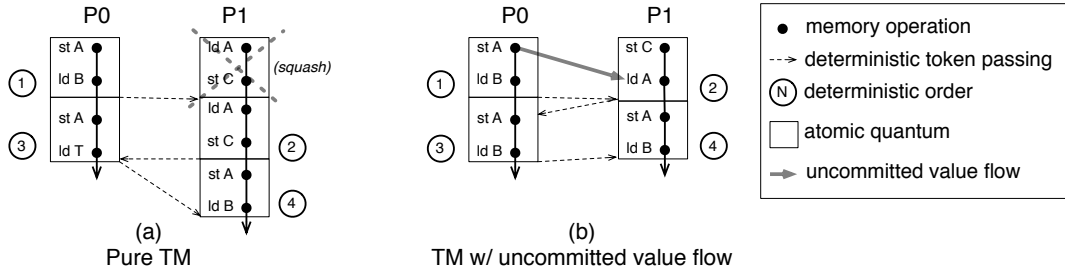 P0
P1
st A
ld B
st A
ld T
1
3
ld A
st C
(squash)
ld A
st C
st A
ld B
2
4
(a)
Pure TM
P0
P1
st A
ld B
st A
ld B
1
3
st C
ld A
st A
ld B
2
4
(b)
TM w/ uncommitted value flow
memory operation
deterministic token passing
N deterministic order
atomic quantum
uncommitted value flow